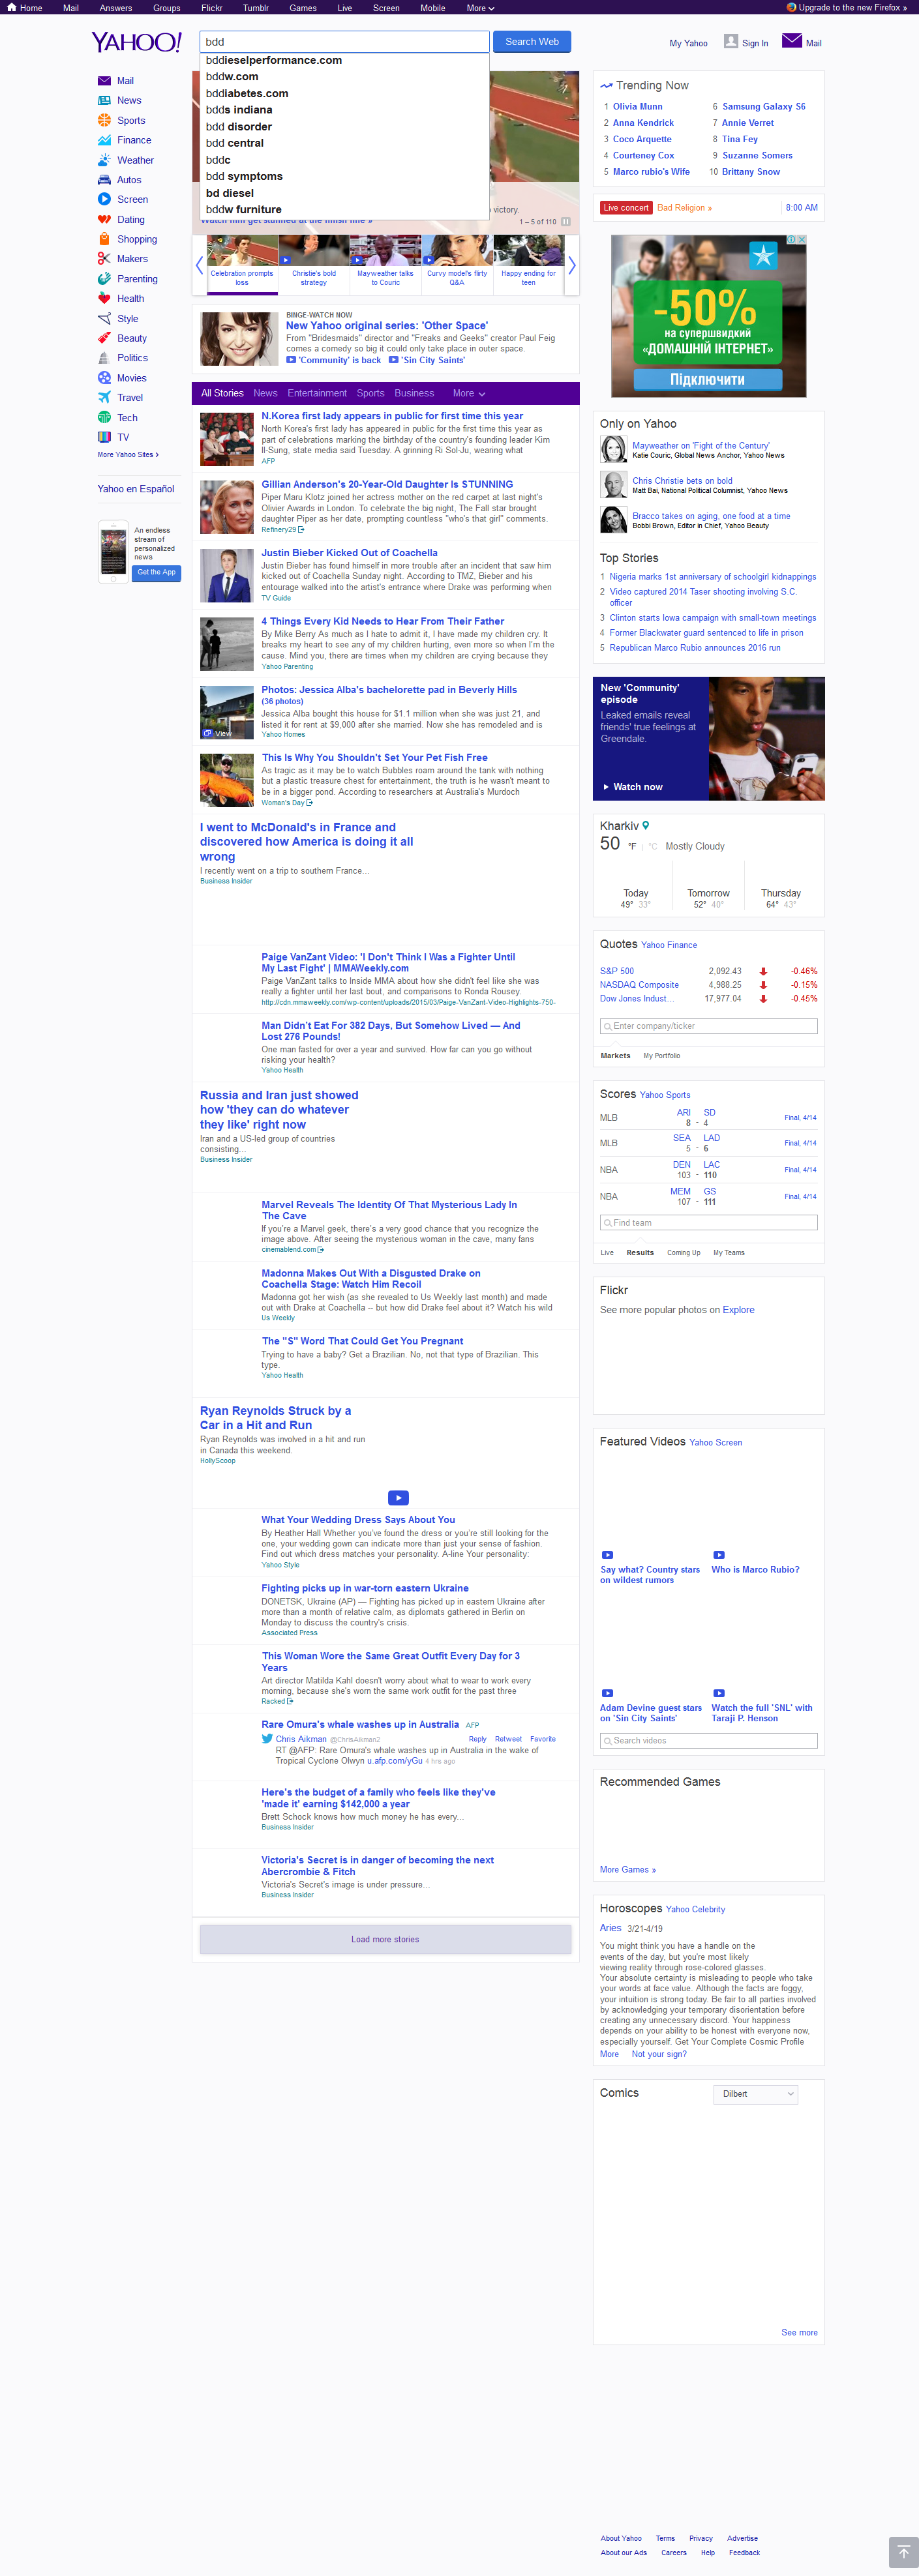 Home Mail Answers Groups Flickr Tumblr Games Live Screen Mobile More Upgrade to the new Firefox »
YAHOO!
bdd
Search Web
My Yahoo Sign In Mail
bddieselperformance.com
bddw.com
bddiabetes.com
bdds indiana
bdd disorder
bdd central
bddc
bdd symptoms
bd diesel
bddw furniture
victory.
1 – 5 of 110
Celebration prompts loss
Christie's bold strategy
Mayweather talks to Couric
Curvy model's flirty Q&A
Happy ending for teen
Mail
News
Sports
Finance
Weather
Autos
Screen
Dating
Shopping
Makers
Parenting
Health
Style
Beauty
Politics
Movies
Travel
Tech
TV
More Yahoo Sites ›
Yahoo en Español
An endless
stream of
personalized
news
Get the App
BINGE-WATCH NOW
New Yahoo original series: 'Other Space'
From "Bridesmaids" director and "Freaks and Geeks" creator Paul Feig
comes a comedy so big it could only take place in outer space.
'Community' is back 'Sin City Saints'
All Stories News Entertainment Sports Business More
N.Korea first lady appears in public for first time this year
North Korea's first lady has appeared in public for the first time this year as
part of celebrations marking the birthday of the country's founding leader Kim
Il-Sung, state media said Tuesday. A grinning Ri Sol-Ju, wearing what
AFP
Gillian Anderson's 20-Year-Old Daughter Is STUNNING
Piper Maru Klotz joined her actress mother on the red carpet at last night's
Olivier Awards in London. To celebrate the big night, The Fall star brought
daughter Piper as her date, prompting countless "who's that girl" comments.
Refinery29
Justin Bieber Kicked Out of Coachella
Justin Bieber has found himself in more trouble after an incident that saw him
kicked out of Coachella Sunday night. According to TMZ, Bieber and his
entourage walked into the artist's entrance where Drake was performing when
TV Guide
4 Things Every Kid Needs to Hear From Their Father
By Mike Berry As much as I hate to admit it, I have made my children cry. It
breaks my heart to see any of my children hurting, even more so when I'm the
cause. Mind you, there are times when my children are crying because they
Yahoo Parenting
Photos: Jessica Alba's bachelorette pad in Beverly Hills
(36 photos)
Jessica Alba bought this house for $1.1 million when she was just 21, and
listed it for rent at $9,000 after she married. Now she has remodeled and is
Yahoo Homes
View
This Is Why You Shouldn't Set Your Pet Fish Free
As tragic as it may be to watch Bubbles roam around the tank with nothing
but a plastic treasure chest for entertainment, the truth is he wasn't meant to
be in a bigger pond. According to researchers at Australia's Murdoch
Woman's Day
I went to McDonald's in France and
discovered how America is doing it all
wrong
I recently went on a trip to southern France...
Business Insider
Paige VanZant Video: 'I Don't Think I Was a Fighter Until
My Last Fight' | MMAWeekly.com
Paige VanZant talks to Inside MMA about how she didn't feel like she was
really a fighter until her last bout, and comparisons to Ronda Rousey.
http://cdn.mmaweekly.com/wp-content/uploads/2015/03/Paige-VanZant-Video-Highlights-750-
Man Didn't Eat For 382 Days, But Somehow Lived — And
Lost 276 Pounds!
One man fasted for over a year and survived. How far can you go without
risking your health?
Yahoo Health
Russia and Iran just showed
how 'they can do whatever
they like' right now
Iran and a US-led group of countries
consisting...
Business Insider
Marvel Reveals The Identity Of That Mysterious Lady In
The Cave
If you're a Marvel geek, there's a very good chance that you recognize the
image above. After seeing the mysterious woman in the cave, many fans
cinemablend.com
Madonna Makes Out With a Disgusted Drake on
Coachella Stage: Watch Him Recoil
Madonna got her wish (as she revealed to Us Weekly last month) and made
out with Drake at Coachella -- but how did Drake feel about it? Watch his wild
Us Weekly
The "S" Word That Could Get You Pregnant
Trying to have a baby? Get a Brazilian. No, not that type of Brazilian. This
type.
Yahoo Health
Ryan Reynolds Struck by a
Car in a Hit and Run
Ryan Reynolds was involved in a hit and run
in Canada this weekend.
HollyScoop
What Your Wedding Dress Says About You
By Heather Hall Whether you've found the dress or you're still looking for the
one, your wedding gown can indicate more than just your sense of fashion.
Find out which dress matches your personality. A-line Your personality:
Yahoo Style
Fighting picks up in war-torn eastern Ukraine
DONETSK, Ukraine (AP) — Fighting has picked up in eastern Ukraine after
more than a month of relative calm, as diplomats gathered in Berlin on
Monday to discuss the country's crisis.
Associated Press
This Woman Wore the Same Great Outfit Every Day for 3
Years
Art director Matilda Kahl doesn't worry about what to wear to work every
morning, because she's worn the same work outfit for the past three
Racked
Rare Omura's whale washes up in Australia AFP
Chris Aikman @ChrisAikman2 Reply Retweet Favorite
RT @AFP: Rare Omura's whale washes up in Australia in the wake of
Tropical Cyclone Olwyn u.afp.com/yGu 4 hrs ago
Here's the budget of a family who feels like they've
'made it' earning $142,000 a year
Brett Schock knows how much money he has every...
Business Insider
Victoria's Secret is in danger of becoming the next
Abercrombie & Fitch
Victoria's Secret's image is under pressure...
Business Insider
Load more stories
Trending Now
1 Olivia Munn 6 Samsung Galaxy S6
2 Anna Kendrick 7 Annie Verret
3 Coco Arquette 8 Tina Fey
4 Courteney Cox 9 Suzanne Somers
5 Marco rubio's Wife 10 Brittany Snow
Live concert Bad Religion » 8:00 AM
-50%
на супершвидкий
«ДОМАШНІЙ ІНТЕРНЕТ»
Підключити
Only on Yahoo
Mayweather on 'Fight of the Century'
Katie Couric, Global News Anchor, Yahoo News
Chris Christie bets on bold
Matt Bai, National Political Columnist, Yahoo News
Bracco takes on aging, one food at a time
Bobbi Brown, Editor in Chief, Yahoo Beauty
Top Stories
1 Nigeria marks 1st anniversary of schoolgirl kidnappings
2 Video captured 2014 Taser shooting involving S.C.
officer
3 Clinton starts Iowa campaign with small-town meetings
4 Former Blackwater guard sentenced to life in prison
5 Republican Marco Rubio announces 2016 run
New 'Community'
episode
Leaked emails reveal
friends' true feelings at
Greendale.
Watch now
Kharkiv
50 °F | °C Mostly Cloudy
Today Tomorrow Thursday
49° 33° 52° 40° 64° 43°
Quotes Yahoo Finance
S&P 500 2,092.43 -0.46%
NASDAQ Composite 4,988.25 -0.15%
Dow Jones Indust... 17,977.04 -0.45%
Enter company/ticker
Markets My Portfolio
Scores Yahoo Sports
MLB ARI SD Final, 4/14
8 - 4
MLB SEA LAD Final, 4/14
5 - 6
NBA DEN LAC Final, 4/14
103 - 110
NBA MEM GS Final, 4/14
107 - 111
Find team
Live Results Coming Up My Teams
Flickr
See more popular photos on Explore
Featured Videos Yahoo Screen
Say what? Country stars
on wildest rumors
Who is Marco Rubio?
Adam Devine guest stars
on 'Sin City Saints'
Watch the full 'SNL' with
Taraji P. Henson
Search videos
Recommended Games
More Games »
Horoscopes Yahoo Celebrity
Aries 3/21-4/19
You might think you have a handle on the
events of the day, but you're most likely
viewing reality through rose-colored glasses.
Your absolute certainty is misleading to people who take
your words at face value. Although the facts are foggy,
your intuition is strong today. Be fair to all parties involved
by acknowledging your temporary disorientation before
creating any unnecessary discord. Your happiness
depends on your ability to be honest with everyone now,
especially yourself. Get Your Complete Cosmic Profile
More Not your sign?
Comics Dilbert
See more
About Yahoo Terms Privacy Advertise
About our Ads Careers Help Feedback